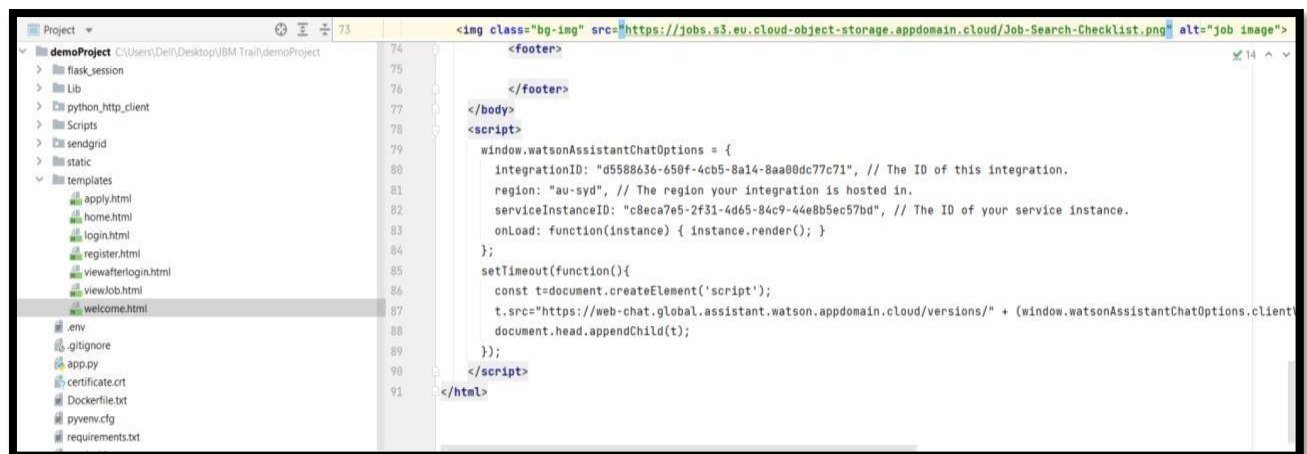 Project
demoProject C:\Users\Dell\Desktop\IBM Trail\demoProject
flask_session
Lib
python_http_client
Scripts
sendgrid
static
templates
apply.html
home.html
login.html
register.html
viewafterlogin.html
viewJob.html
welcome.html
.env
.gitignore
app.py
certificate.crt
Dockerfile.txt
pyvenv.cfg
requirements.txt
73 <img class="bg-img" src="https://jobs.s3.eu.cloud-object-storage.appdomain.cloud/Job-Search-Checklist.png" alt="job image">
74 <footer>
14
75
76 </footer>
77 </body>
78 <script>
79 window.watsonAssistantChatOptions = {
80 integrationID: "d5588636-650f-4cb5-8a14-8aa00dc77c71", // The ID of this integration.
81 region: "au-syd", // The region your integration is hosted in.
82 serviceInstanceID: "c8eca7e5-2f31-4d65-84c9-44e8b5ec57bd", // The ID of your service instance.
83 onLoad: function(instance) { instance.render(); }
84 };
85 setTimeout(function(){
86 const t=document.createElement('script');
87 t.src="https://web-chat.global.assistant.watson.appdomain.cloud/versions/" + (window.watsonAssistantChatOptions.client
88 document.head.appendChild(t);
89 });
90 </script>
91 </html>